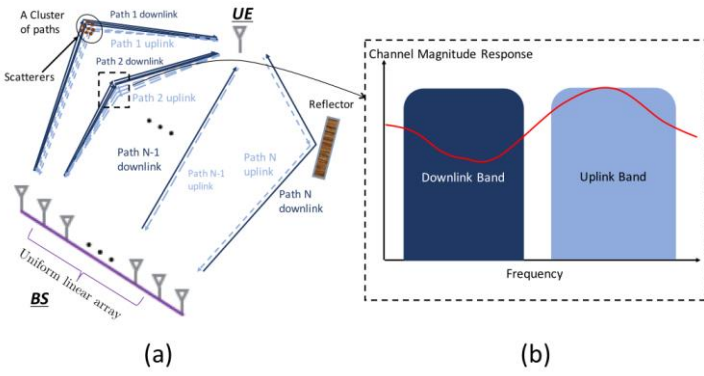 A Cluster
of paths
Scatterers
Path 1 downlink
Path 1 uplink
Path 2 downlink
Path 2 uplink
UE
Reflector
Path N-1
downlink
Path N-1
uplink
Path N
uplink
Path N
downlink
Uniform linear array
BS
(a)
Channel Magnitude Response
Downlink Band
Uplink Band
Frequency
(b)